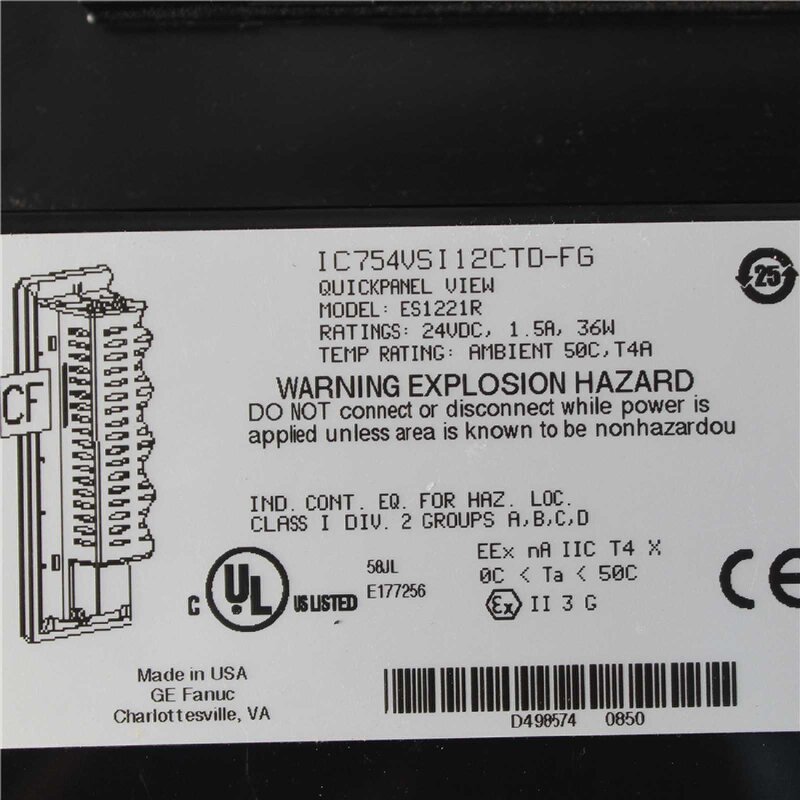 IC754VSI12CTD-FG
QUICKPANEL VIEW
MODEL: ES1221R
RATINGS: 24VDC, 1.5A, 36W
TEMP RATING: AMBIENT 50C, T4A
25
WARNING EXPLOSION HAZARD
DO NOT connect or disconnect while power is
applied unless area is known to be nonhazardou
CF
IND. CONT. EQ. FOR HAZ. LOC.
CLASS I DIV. 2 GROUPS A,B,C,D
C UL US LISTED
58JL
E177256
EEx nA IIC T4 X
0C < Ta < 50C
Ex II 3 G
CE
Made in USA
GE Fanuc
Charlottesville, VA
D490574 0850